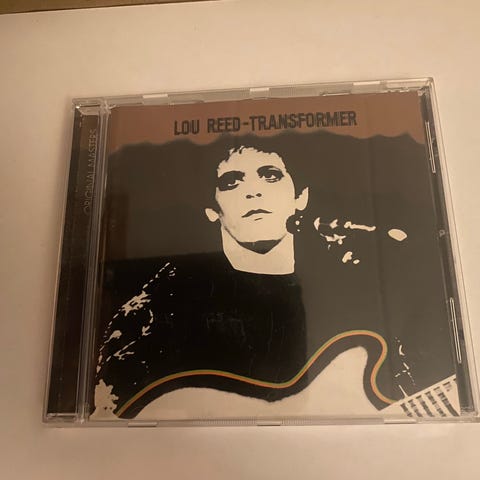 LOU REED-TRANSFORMER
ORIGINAL MASTERS